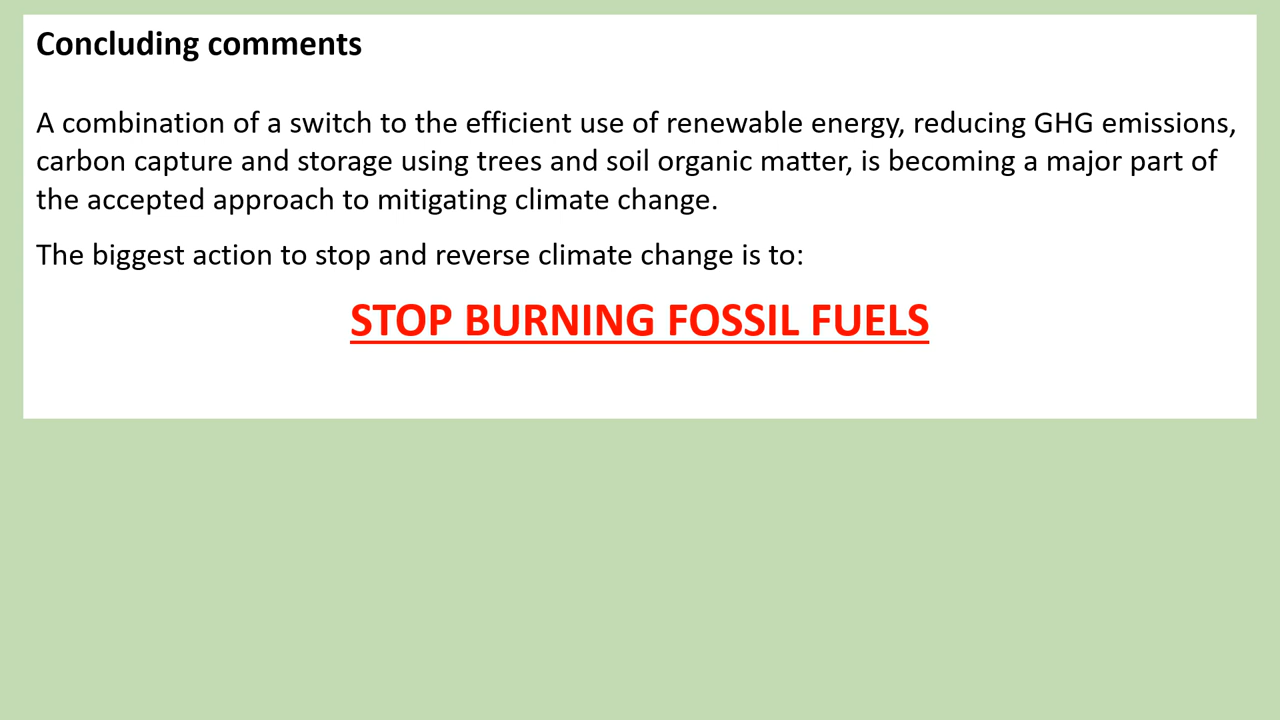 Concluding comments
A combination of a switch to the efficient use of renewable energy, reducing GHG emissions,
carbon capture and storage using trees and soil organic matter, is becoming a major part of
the accepted approach to mitigating climate change.
The biggest action to stop and reverse climate change is to:
STOP BURNING FOSSIL FUELS